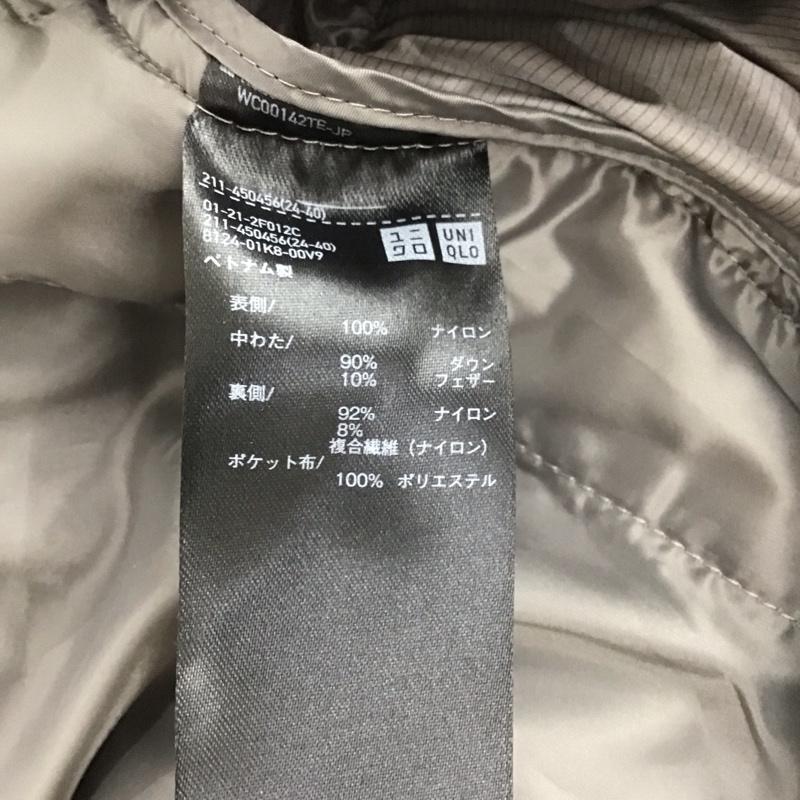 WC00142TE-JP
211-450456(24-40)
01-21-2F012C
211-450456(24-40)
8124-01K8-00V9
ベトナム製
ユニ
クロ
UNI
QLO
表側/
100% ナイロン
中わた/
90% ダウン
10% フェザー
裏側/
92% ナイロン
8%
複合繊維(ナイロン)
ポケット布/
100% ポリエステル